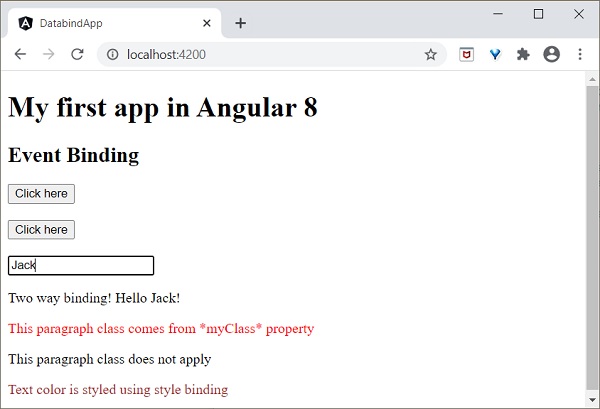 DatabindApp
localhost:4200
My first app in Angular 8
Event Binding
Click here
Click here
Jack
Two way binding! Hello Jack!
This paragraph class comes from *myClass* property
This paragraph class does not apply
Text color is styled using style binding